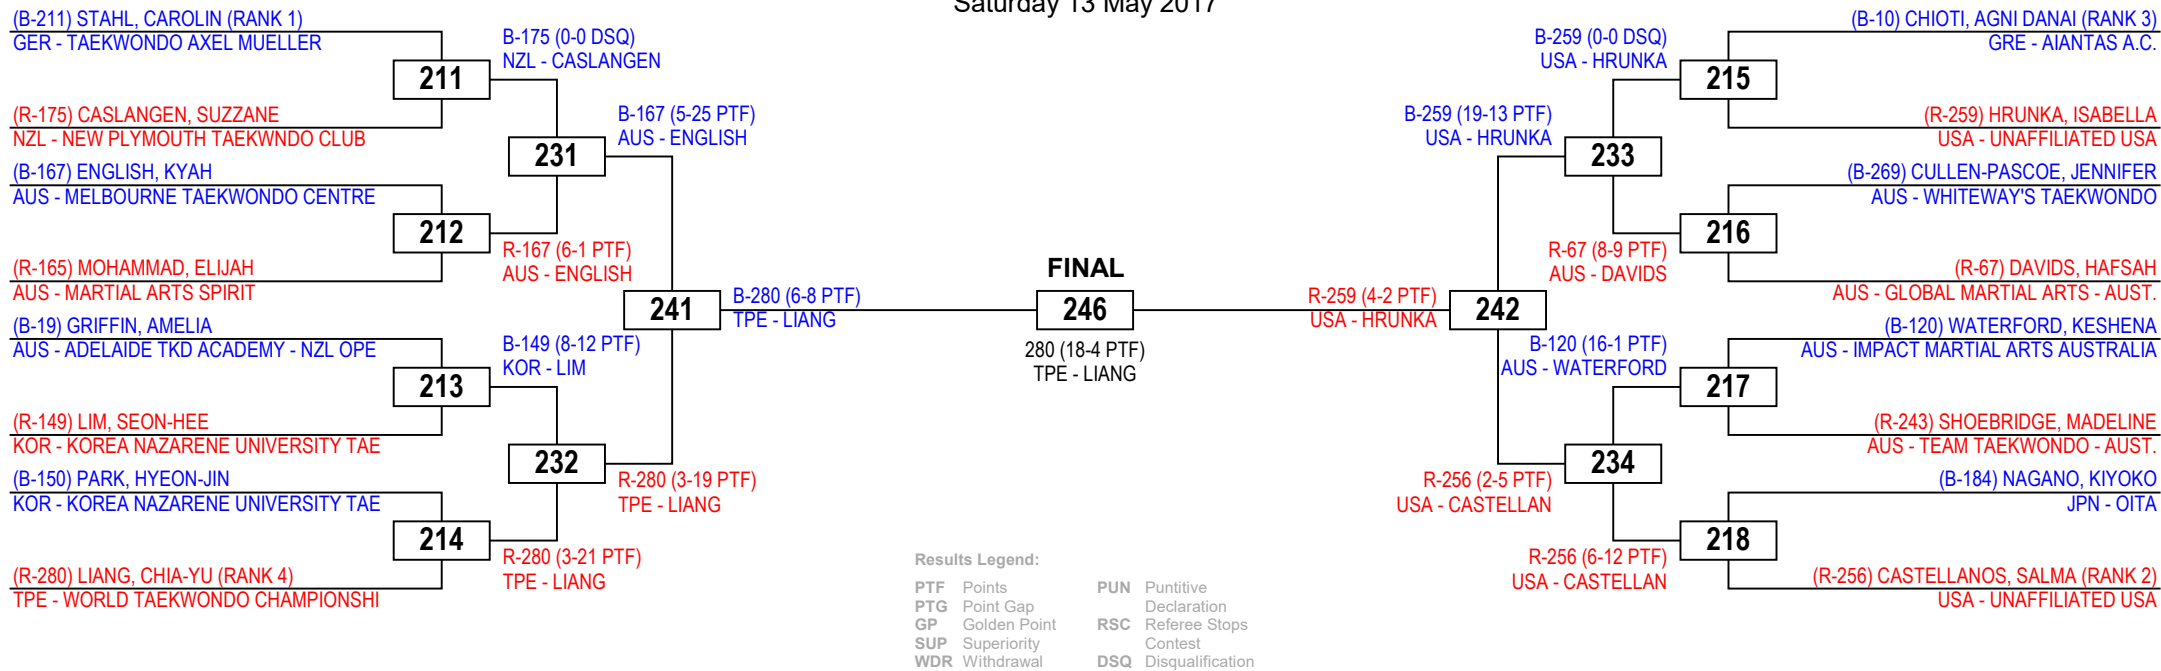 Saturday 13 May 2017
(B-211) STAHL, CAROLIN (RANK 1)
GER - TAEKWONDO AXEL MUELLER
211
(R-175) CASLANGEN, SUZZANE
NZL - NEW PLYMOUTH TAEKWNDO CLUB
(B-167) ENGLISH, KYAH
AUS - MELBOURNE TAEKWONDO CENTRE
212
(R-165) MOHAMMAD, ELIJAH
AUS - MARTIAL ARTS SPIRIT
(B-19) GRIFFIN, AMELIA
AUS - ADELAIDE TKD ACADEMY - NZL OPE
213
(R-149) LIM, SEON-HEE
KOR - KOREA NAZARENE UNIVERSITY TAE
(B-150) PARK, HYEON-JIN
KOR - KOREA NAZARENE UNIVERSITY TAE
214
(R-280) LIANG, CHIA-YU (RANK 4)
TPE - WORLD TAEKWONDO CHAMPIONSHI
B-175 (0-0 DSQ)
NZL - CASLANGEN
231
R-167 (6-1 PTF)
AUS - ENGLISH
B-149 (8-12 PTF)
KOR - LIM
232
R-280 (3-21 PTF)
TPE - LIANG
B-167 (5-25 PTF)
AUS - ENGLISH
241
R-280 (3-19 PTF)
TPE - LIANG
B-280 (6-8 PTF)
TPE - LIANG
FINAL
246
280 (18-4 PTF)
TPE - LIANG
R-259 (4-2 PTF)
USA - HRUNKA
B-259 (19-13 PTF)
USA - HRUNKA
242
R-256 (2-5 PTF)
USA - CASTELLAN
B-259 (0-0 DSQ)
USA - HRUNKA
233
R-67 (8-9 PTF)
AUS - DAVIDS
B-120 (16-1 PTF)
AUS - WATERFORD
234
R-256 (6-12 PTF)
USA - CASTELLAN
(B-10) CHIOTI, AGNI DANAI (RANK 3)
GRE - AIANTAS A.C.
215
(R-259) HRUNKA, ISABELLA
USA - UNAFFILIATED USA
(B-269) CULLEN-PASCOE, JENNIFER
AUS - WHITEWAY'S TAEKWONDO
216
(R-67) DAVIDS, HAFSAH
AUS - GLOBAL MARTIAL ARTS - AUST.
(B-120) WATERFORD, KESHENA
AUS - IMPACT MARTIAL ARTS AUSTRALIA
217
(R-243) SHOEBRIDGE, MADELINE
AUS - TEAM TAEKWONDO - AUST.
(B-184) NAGANO, KIYOKO
JPN - OITA
218
(R-256) CASTELLANOS, SALMA (RANK 2)
USA - UNAFFILIATED USA
Results Legend:
PTF Points
PTG Point Gap
GP Golden Point
SUP Superiority
WDR Withdrawal
PUN Puntitive
Declaration
RSC Referee Stops
Contest
DSQ Disqualification